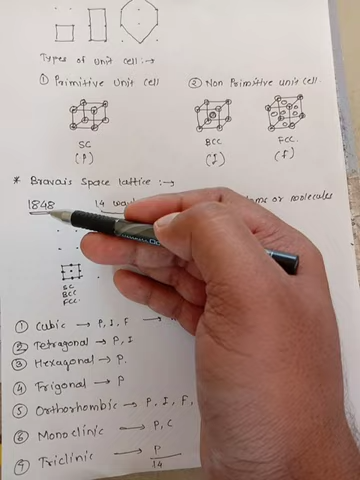 Types of unit cell :→
① Primitive Unit cell
② Non Primitive unit cell.
SC
(P)
BCC
(I)
FCC.
(F)
* Bravais Space lattice :→
1848 14 ways or molecules
SC
BCC
FCC.
① Cubic → P, I, F →
② Tetragonal → P, I
③ Hexagonal → P.
④ Trigonal → P
⑤ Orthorhombic → P, I, F,
⑥ Monoclinic → P, C
⑦ Triclinic → P
14